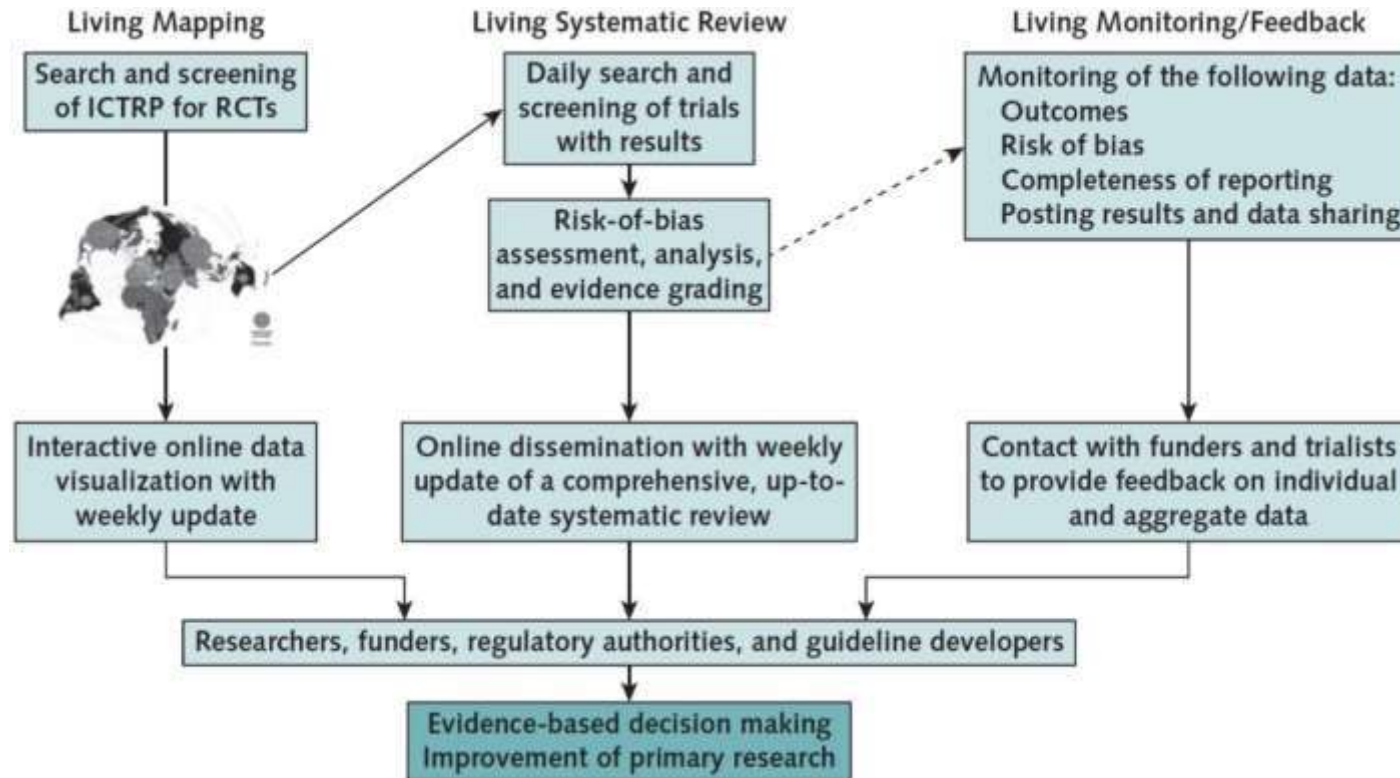 Living Mapping
Search and screening
of ICTRP for RCTs
Interactive online data
visualization with
weekly update
Living Systematic Review
Daily search and
screening of trials
with results
Risk-of-bias
assessment, analysis,
and evidence grading
Online dissemination with weekly
update of a comprehensive, up-to-
date systematic review
Living Monitoring/Feedback
Monitoring of the following data:
Outcomes
Risk of bias
Completeness of reporting
Posting results and data sharing
Contact with funders and trialists
to provide feedback on individual
and aggregate data
Researchers, funders, regulatory authorities, and guideline developers
Evidence-based decision making
Improvement of primary research